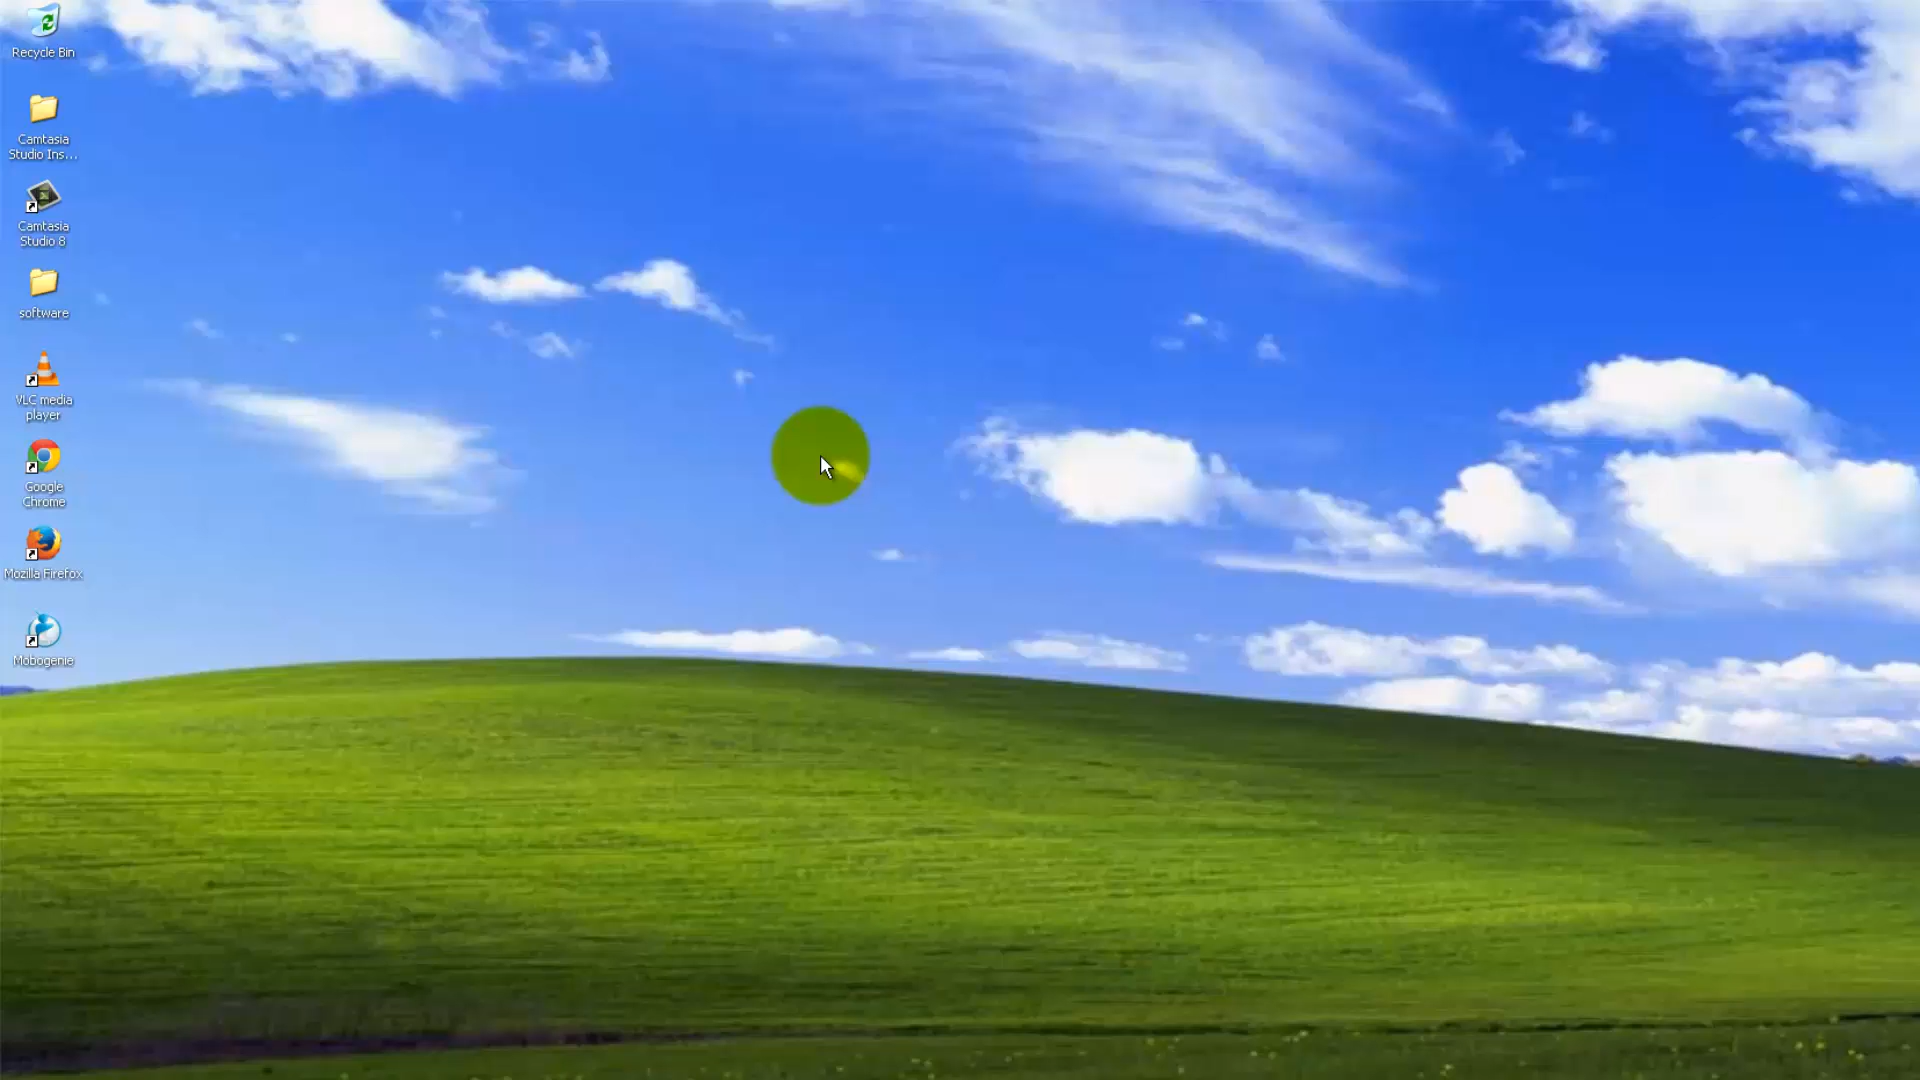 Recycle Bin
Camtasia
Studio Ins...
Camtasia
Studio 8
software
VLC media
player
Google
Chrome
Mozilla Firefox
Mobogenie